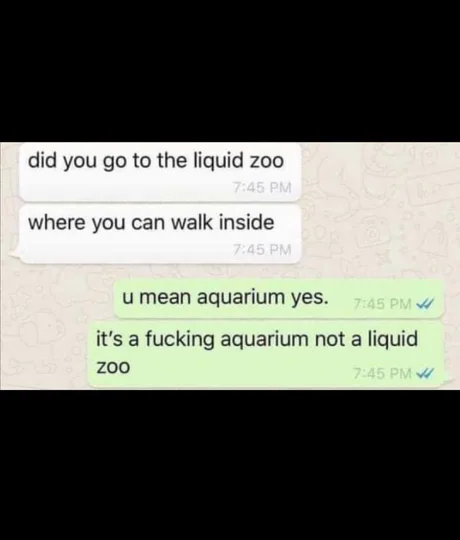 did you go to the liquid zoo
7:45 PM
where you can walk inside
7:45 PM
u mean aquarium yes.
7:45 PM
it's a fucking aquarium not a liquid
zoo
7:45 PM